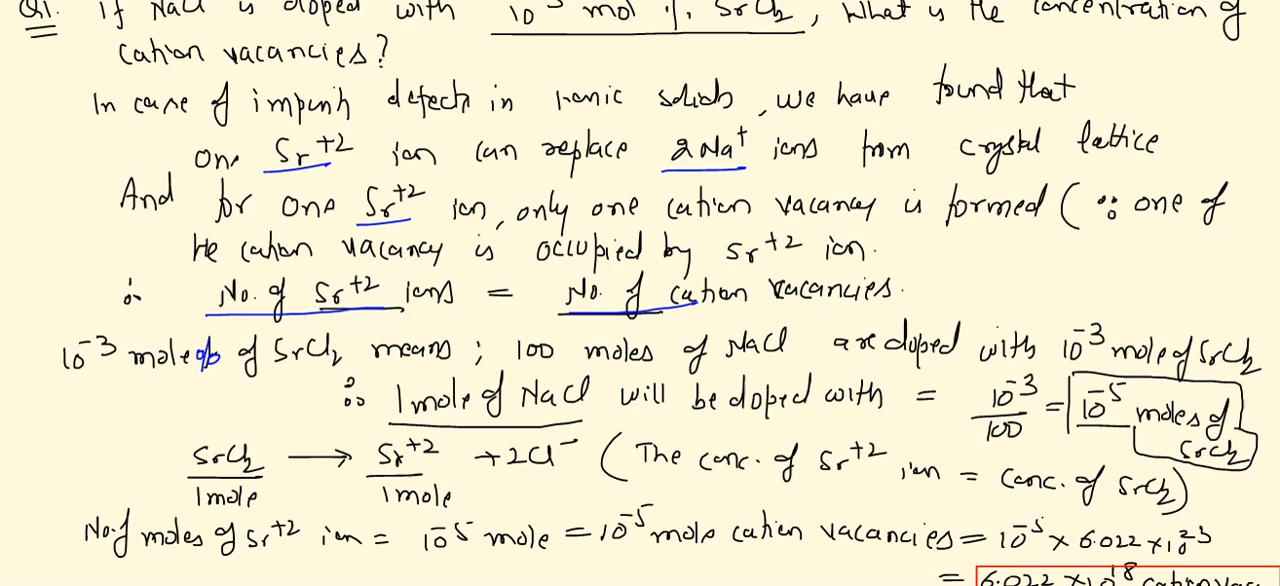 Q1. If NaCl is doped with 10⁻³ mol % SrCl₂, What is the concentration of
Cation vacancies?
In case of impurity defects in ionic solids, we have found that
One Sr⁺² ion can replace 2Na⁺ ions from crystal lattice
And for one Sr⁺² ion, only one cation vacancy is formed (∵ one of
the cation vacancy is occupied by Sr⁺² ion.
∴ No. of Sr⁺² ions = No. of cation vacancies.
10⁻³ mole% of SrCl₂ means ; 100 moles of NaCl are doped with 10⁻³ mole of SrCl₂
∴ 1 mole of NaCl will be doped with = 10⁻³/100 = 10⁻⁵ moles of SrCl₂
SrCl₂ → Sr⁺² + 2Cl⁻ (The conc. of Sr⁺² ion = Conc. of SrCl₂)
1mole 1mole
No. of moles of Sr⁺² ion = 10⁻⁵ mole = 10⁻⁵ mole cation vacancies = 10⁻⁵ × 6.022 × 10²³
= 6.022 × 10¹⁸ cation vac